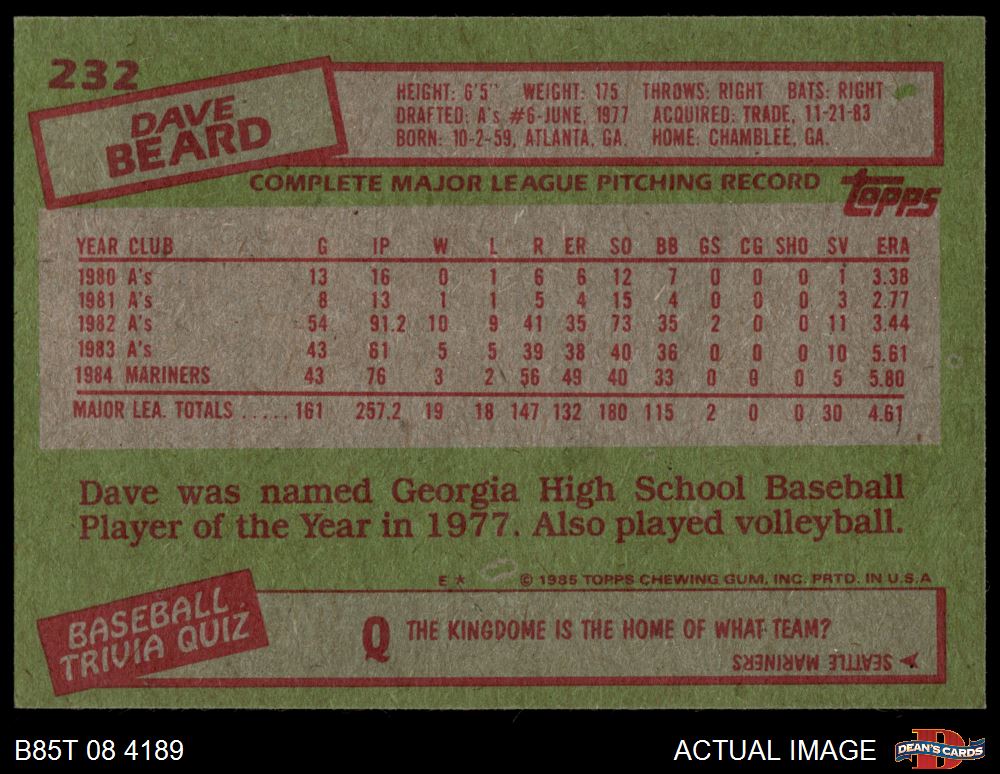 232
DAVE
BEARD
HEIGHT: 6'5" WEIGHT: 175 THROWS: RIGHT BATS: RIGHT
DRAFTED: A's #6-JUNE, 1977 ACQUIRED: TRADE, 11-21-83
BORN: 10-2-59, ATLANTA, GA. HOME: CHAMBLEE, GA.
COMPLETE MAJOR LEAGUE PITCHING RECORD
topps
YEAR CLUB G IP W L R ER SO BB GS CG SHO SV ERA
1980 A's 13 16 0 1 6 6 12 7 0 0 0 1 3.38
1981 A's 8 13 1 1 5 4 15 4 0 0 0 3 2.77
1982 A's 54 91.2 10 9 41 35 73 35 2 0 0 11 3.44
1983 A's 43 61 5 5 39 38 40 36 0 0 0 10 5.61
1984 MARINERS 43 76 3 2 56 49 40 33 0 0 0 5 5.80
MAJOR LEA. TOTALS ..... 161 257.2 19 18 147 132 180 115 2 0 0 30 4.61
Dave was named Georgia High School Baseball
Player of the Year in 1977. Also played volleyball.
E * © 1985 TOPPS CHEWING GUM, INC. PRTD. IN U.S.A
BASEBALL
TRIVIA QUIZ
Q THE KINGDOME IS THE HOME OF WHAT TEAM?
A SEATTLE MARINERS
B85T 08 4189
ACTUAL IMAGE
D
DEAN'S CARDS